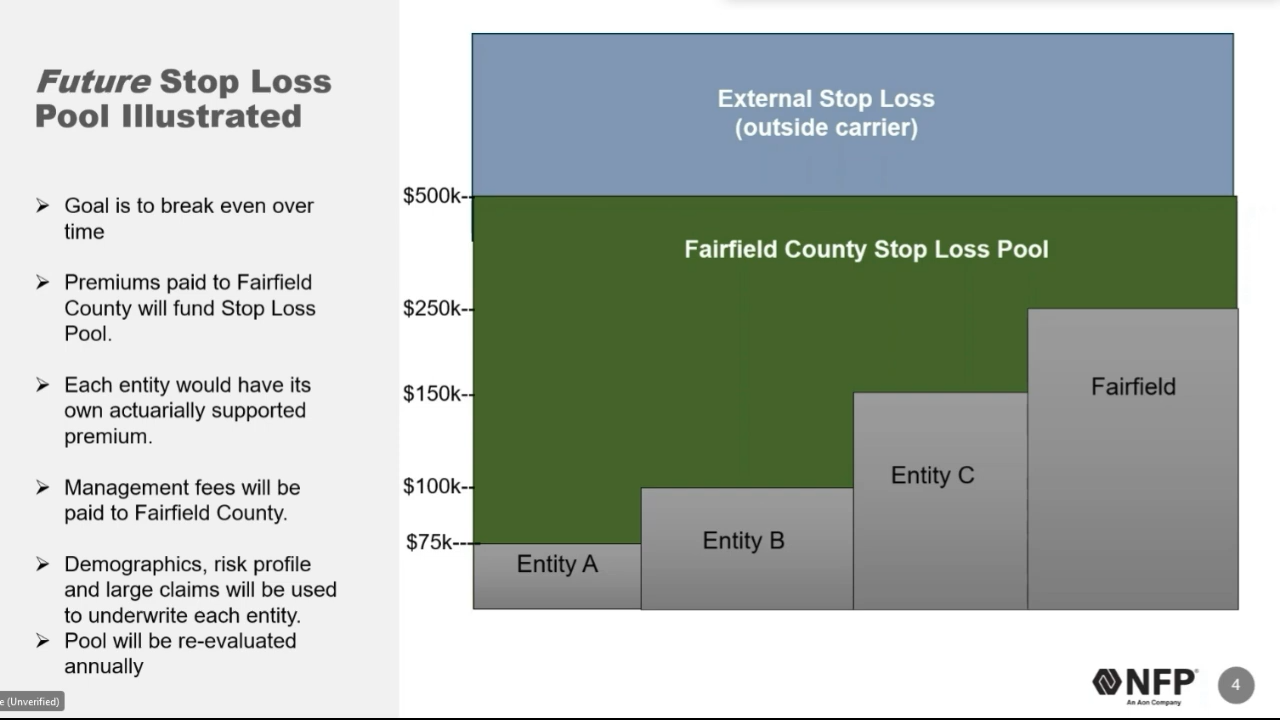 Future Stop Loss
Pool Illustrated
➢ Goal is to break even over
time
➢ Premiums paid to Fairfield
County will fund Stop Loss
Pool.
➢ Each entity would have its
own actuarially supported
premium.
➢ Management fees will be
paid to Fairfield County.
➢ Demographics, risk profile
and large claims will be used
to underwrite each entity.
➢ Pool will be re-evaluated
annually
e (Unverified)
External Stop Loss
(outside carrier)
$500k--
Fairfield County Stop Loss Pool
$250k--
Fairfield
$150k--
Entity C
$100k--
Entity B
$75k----
Entity A
NFP®
An Aon Company
4